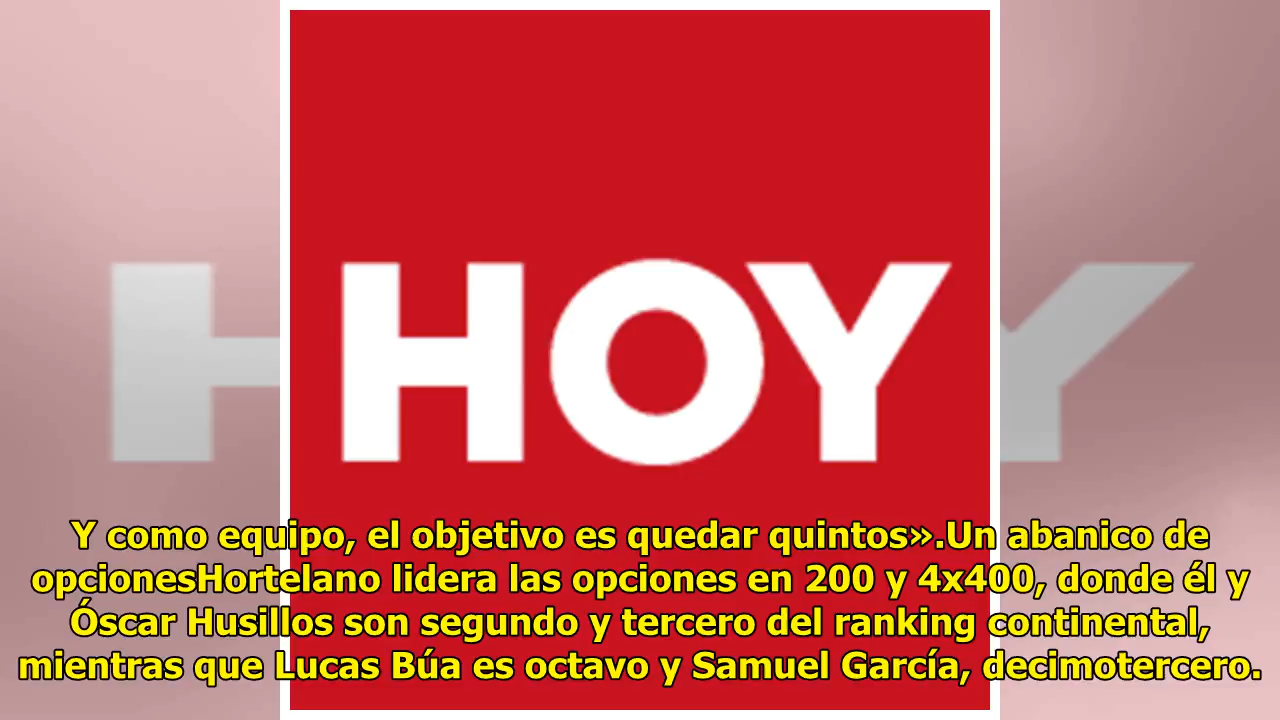 HOY
Y como equipo, el objetivo es quedar quintos».Un abanico de
opcionesHortelano lidera las opciones en 200 y 4x400, donde él y
Óscar Husillos son segundo y tercero del ranking continental,
mientras que Lucas Búa es octavo y Samuel García, decimotercero.